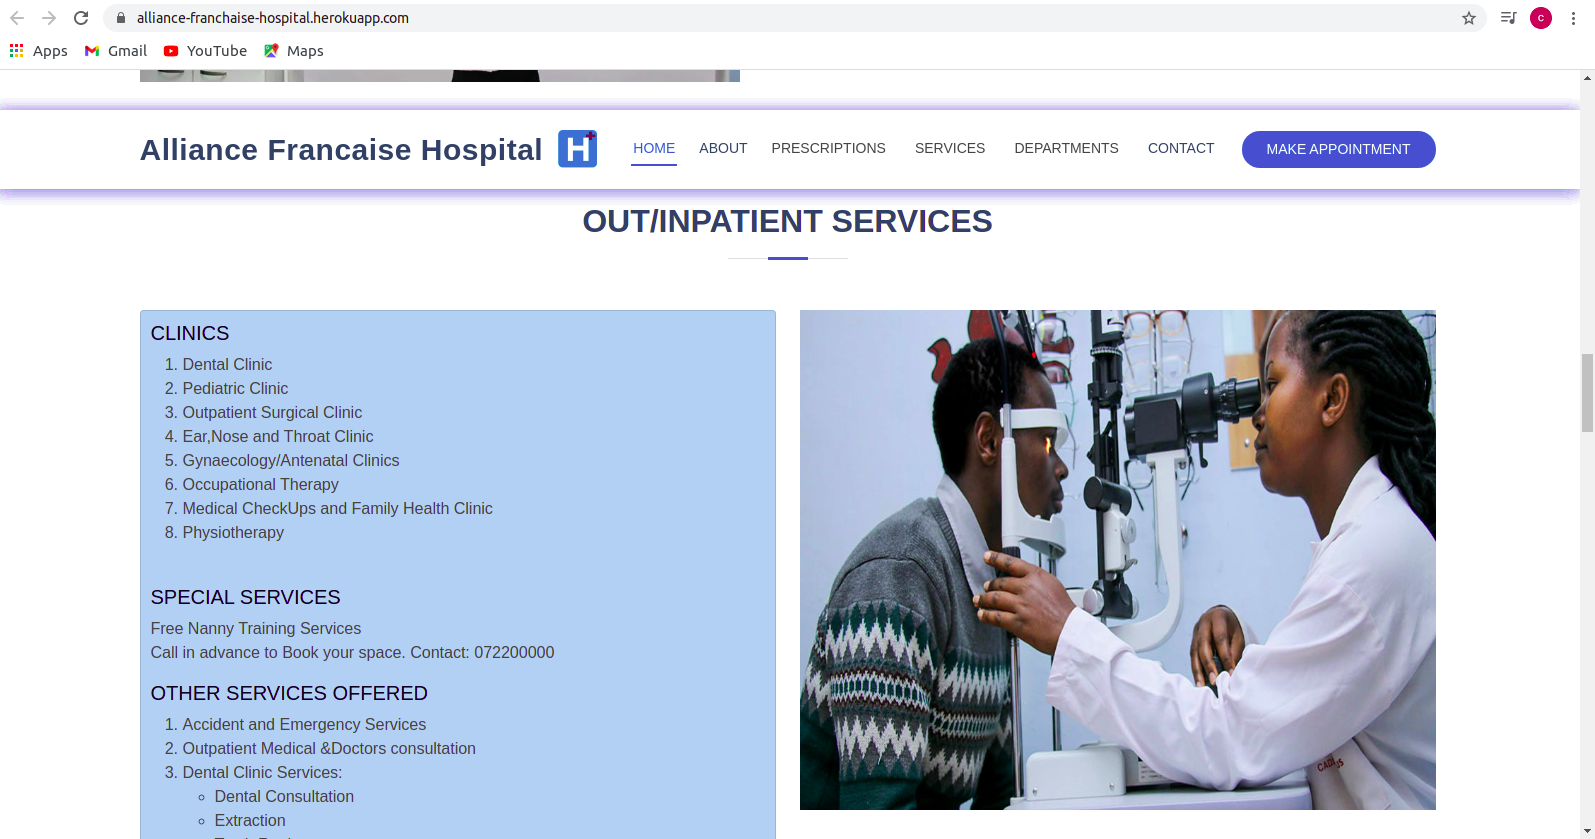 alliance-franchaise-hospital.herokuapp.com
C
Apps Gmail YouTube Maps
Alliance Francaise Hospital H HOME ABOUT PRESCRIPTIONS SERVICES DEPARTMENTS CONTACT MAKE APPOINTMENT
OUT/INPATIENT SERVICES
CLINICS
1. Dental Clinic
2. Pediatric Clinic
3. Outpatient Surgical Clinic
4. Ear,Nose and Throat Clinic
5. Gynaecology/Antenatal Clinics
6. Occupational Therapy
7. Medical CheckUps and Family Health Clinic
8. Physiotherapy
SPECIAL SERVICES
Free Nanny Training Services
Call in advance to Book your space. Contact: 072200000
OTHER SERVICES OFFERED
1. Accident and Emergency Services
2. Outpatient Medical &Doctors consultation
3. Dental Clinic Services:
Dental Consultation
Extraction